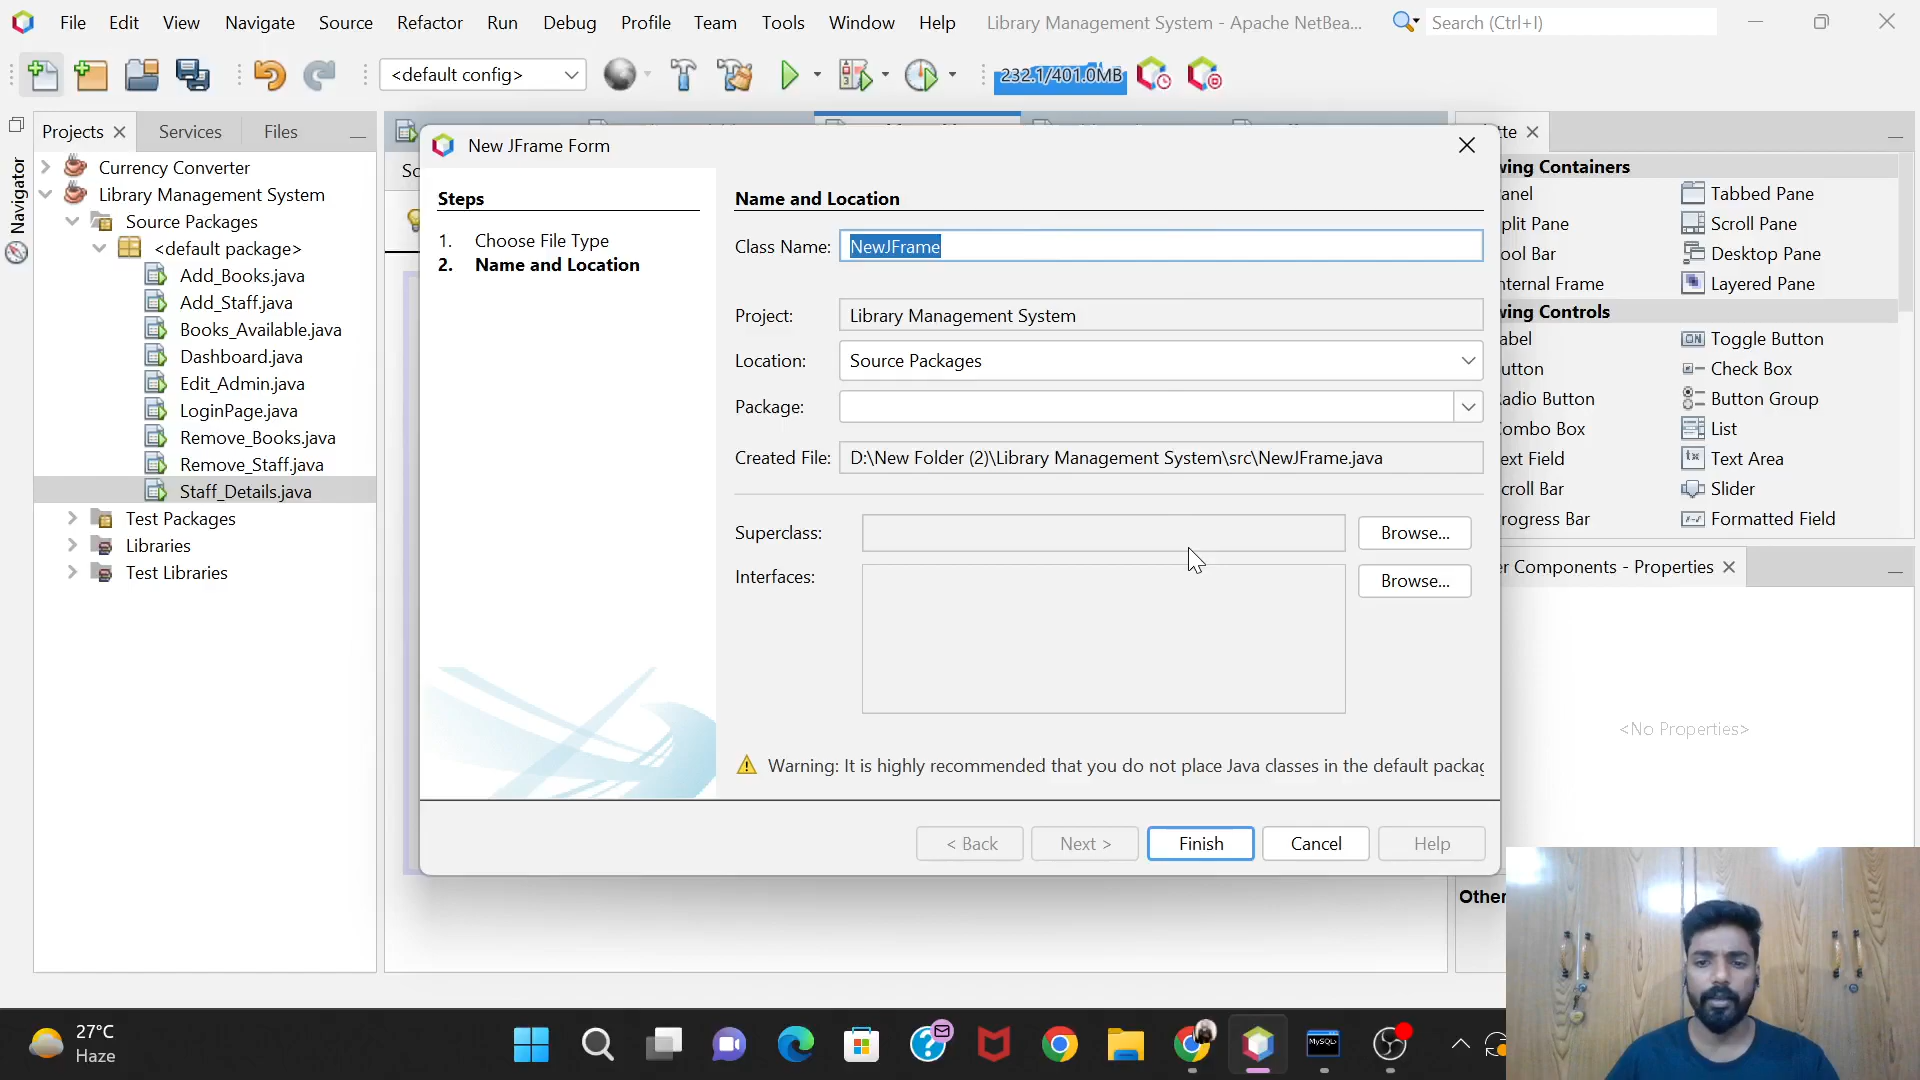 File Edit View Navigate Source Refactor Run Debug Profile Team Tools Window Help Library Management System - Apache NetBea... Search (Ctrl+I)
<default config> 232.1/401.0MB
Projects Services Files
Navigator
Currency Converter
Library Management System
Source Packages
<default package>
Add_Books.java
Add_Staff.java
Books_Available.java
Dashboard.java
Edit_Admin.java
LoginPage.java
Remove_Books.java
Remove_Staff.java
Staff_Details.java
Test Packages
Libraries
Test Libraries
New JFrame Form
Steps
1. Choose File Type
2. Name and Location
Name and Location
Class Name: NewJFrame
Project: Library Management System
Location: Source Packages
Package:
Created File: D:\New Folder (2)\Library Management System\src\NewJFrame.java
Superclass: Browse...
Interfaces: Browse...
Warning: It is highly recommended that you do not place Java classes in the default packag
< Back Next > Finish Cancel Help
tte
wing Containers
anel Tabbed Pane
plit Pane Scroll Pane
ool Bar Desktop Pane
nternal Frame Layered Pane
wing Controls
abel Toggle Button
utton Check Box
adio Button Button Group
ombo Box List
ext Field Text Area
croll Bar Slider
rogress Bar Formatted Field
r Components - Properties
<No Properties>
Other
27°C
Haze
MySQL